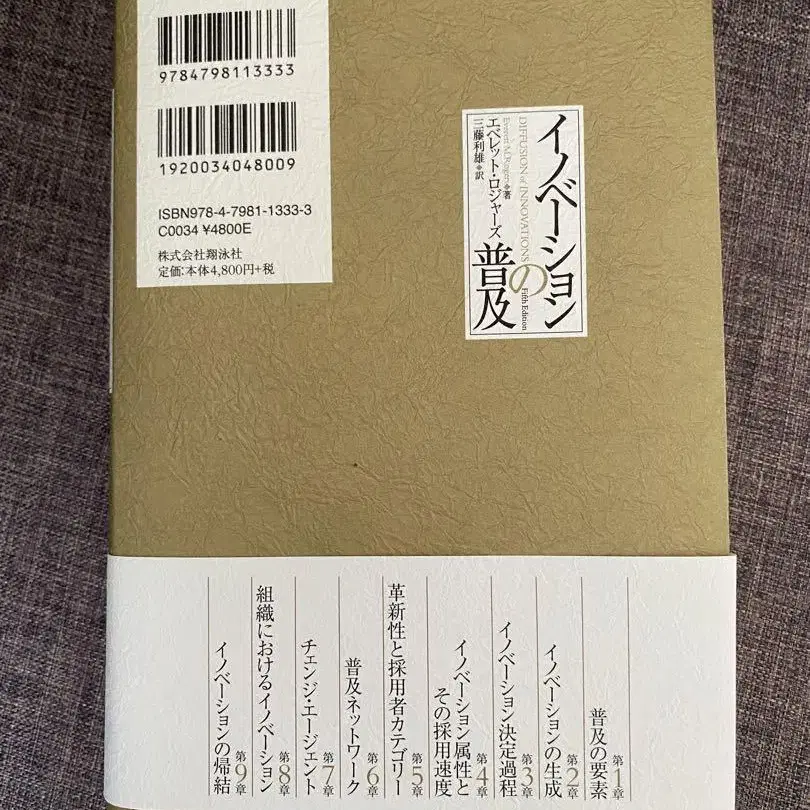 9784798113333
1920034048009
ISBN978-4-7981-1333-3
C0034 ¥4800E
株式会社翔泳社
定価:本体4,800円+税
イノベーション
の
普及
DIFFUSION of INNOVATIONS
Fifth Edition
Everett M. Rogers
エベレット・ロジャーズ◆著
三藤利雄◆訳
第1章
普及の要素
第2章
イノベーションの生成
第3章
イノベーション決定過程
第4章
イノベーション属性と
その採用速度
第5章
革新性と採用者カテゴリー
第6章
普及ネットワーク
第7章
チェンジ・エージェント
第8章
組織におけるイノベーション
第9章
イノベーションの帰結